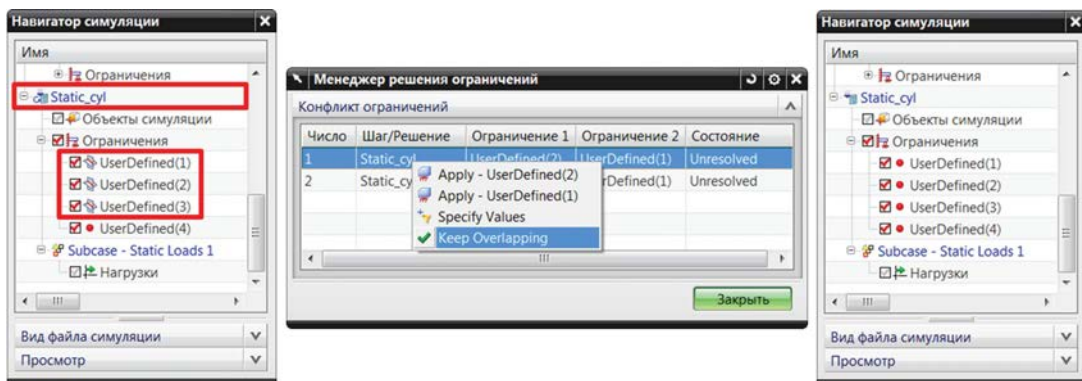 Навигатор симуляции
Имя
Ограничения
Static_cyl
Объекты симуляции
Ограничения
UserDefined(1)
UserDefined(2)
UserDefined(3)
UserDefined(4)
Subcase - Static Loads 1
Нагрузки
Вид файла симуляции
Просмотр
Менеджер решения ограничений
Конфликт ограничений
Число Шаг/Решение Ограничение 1 Ограничение 2 Состояние
1 Static_cyl UserDefined(2) UserDefined(1) Unresolved
2 Static_cy rDefined(1) Unresolved
Apply - UserDefined(2)
Apply - UserDefined(1)
Specify Values
Keep Overlapping
Закрыть
Навигатор симуляции
Имя
Ограничения
Static_cyl
Объекты симуляции
Ограничения
UserDefined(1)
UserDefined(2)
UserDefined(3)
UserDefined(4)
Subcase - Static Loads 1
Нагрузки
Вид файла симуляции
Просмотр